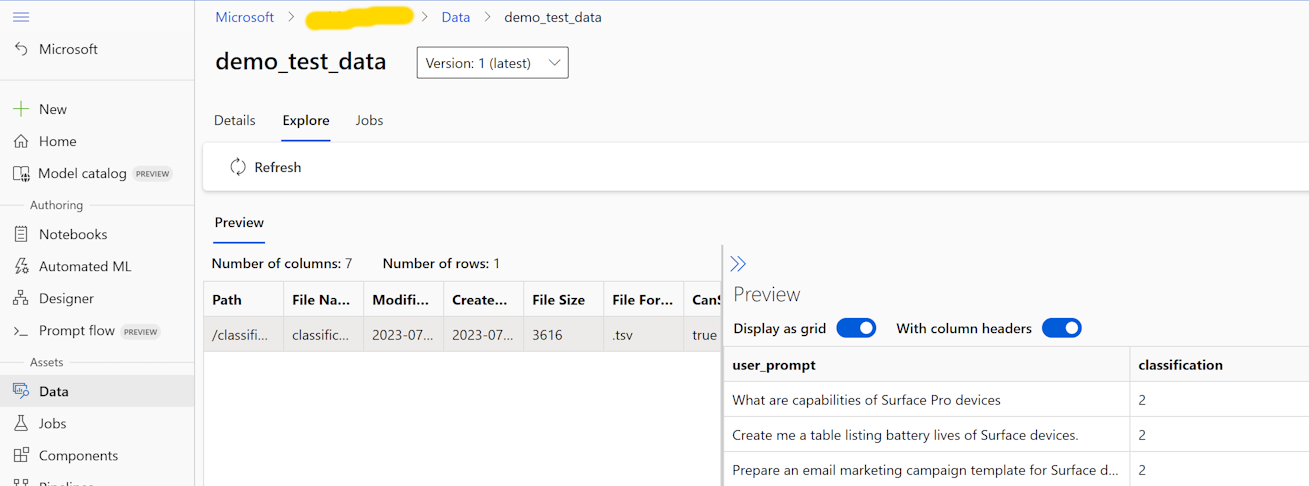 Microsoft > > Data > demo_test_data
Microsoft
demo_test_data Version: 1 (latest)
New
Home
Model catalog PREVIEW
Authoring
Notebooks
Automated ML
Designer
Prompt flow PREVIEW
Assets
Data
Jobs
Components
Pipelines
Details Explore Jobs
Refresh
Preview
Number of columns: 7 Number of rows: 1
Path File Na... Modifi... Create... File Size File For... CanS
/classifi... classific... 2023-07... 2023-07... 3616 .tsv true
Preview
Display as grid With column headers
user_prompt classification
What are capabilities of Surface Pro devices 2
Create me a table listing battery lives of Surface devices. 2
Prepare an email marketing campaign template for Surface d... 2